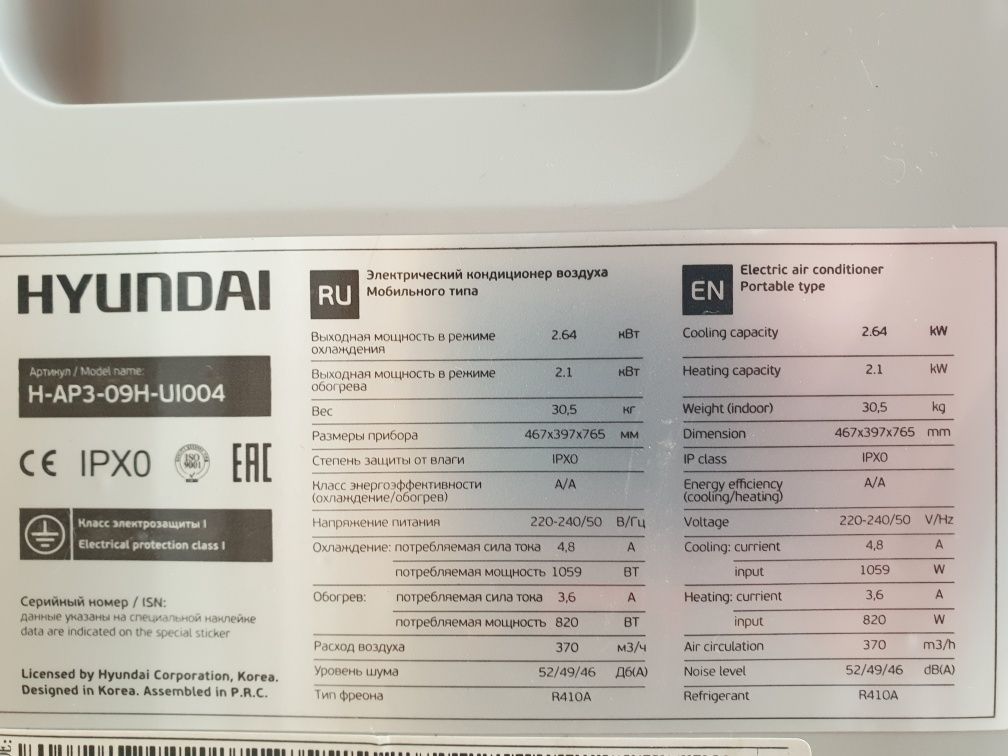 HYUNDAI
Артикул / Model name:
H-AP3-09H-UI004
CE IPX0 ISO 9001 EAC
Класс электрозащиты I
Electrical protection class I
Серийный номер / ISN:
данные указаны на специальной наклейке
data are indicated on the special sticker
Licensed by Hyundai Corporation, Korea.
Designed in Korea. Assembled in P.R.C.
RU
Электрический кондиционер воздуха
Мобильного типа
Выходная мощность в режиме охлаждения 2.64 кВт
Выходная мощность в режиме обогрева 2.1 кВт
Вес 30,5 кг
Размеры прибора 467x397x765 мм
Степень защиты от влаги IPX0
Класс энергоэффективности (охлаждение/обогрев) A/A
Напряжение питания 220-240/50 В/Гц
Охлаждение: потребляемая сила тока 4,8 А
потребляемая мощность 1059 ВТ
Обогрев: потребляемая сила тока 3,6 А
потребляемая мощность 820 ВТ
Расход воздуха 370 м3/ч
Уровень шума 52/49/46 Дб(А)
Тип фреона R410A
EN
Electric air conditioner
Portable type
Cooling capacity 2.64 kW
Heating capacity 2.1 kW
Weight (indoor) 30,5 kg
Dimension 467x397x765 mm
IP class IPX0
Energy efficiency (cooling/heating) A/A
Voltage 220-240/50 V/Hz
Cooling: currient 4,8 A
input 1059 W
Heating: currient 3,6 A
input 820 W
Air circulation 370 m3/h
Noise level 52/49/46 dB(A)
Refrigerant R410A